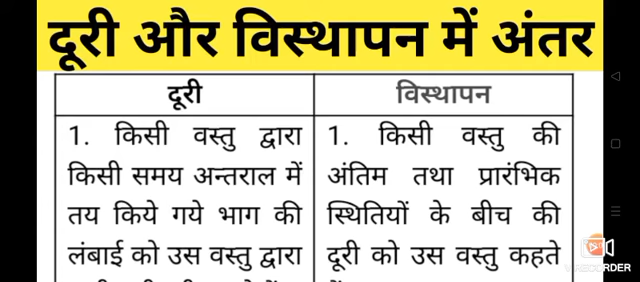 दूरी और विस्थापन में अंतर
दूरी
विस्थापन
1. किसी वस्तु द्वारा
किसी समय अन्तराल में
तय किये गये भाग की
लंबाई को उस वस्तु द्वारा
1. किसी वस्तु की
अंतिम तथा प्रारंभिक
स्थितियों के बीच की
दूरी को उस वस्तु कहते